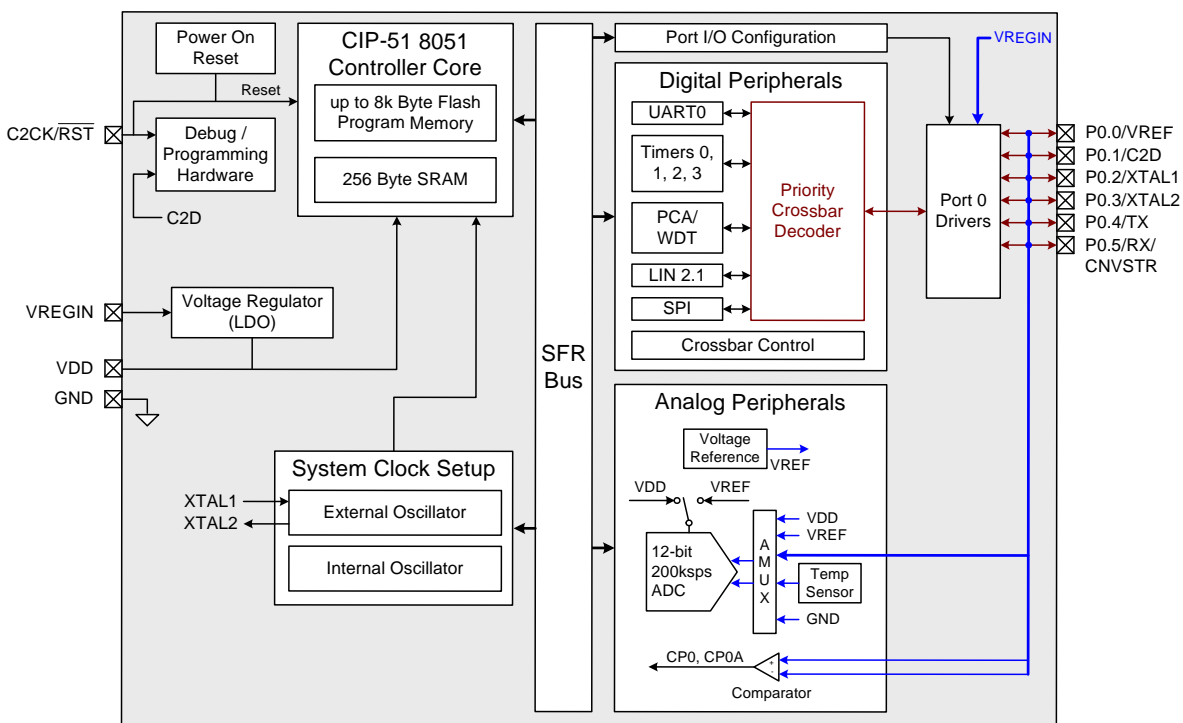 Power On
Reset
Reset
C2CK/RST
Debug /
Programming
Hardware
C2D
CIP-51 8051
Controller Core
up to 8k Byte Flash
Program Memory
256 Byte SRAM
VREGIN
Voltage Regulator
(LDO)
VDD
GND
System Clock Setup
XTAL1
XTAL2
External Oscillator
Internal Oscillator
SFR
Bus
Port I/O Configuration
Digital Peripherals
UART0
Timers 0,
1, 2, 3
PCA/
WDT
LIN 2.1
SPI
Priority
Crossbar
Decoder
Crossbar Control
VREGIN
Port 0
Drivers
P0.0/VREF
P0.1/C2D
P0.2/XTAL1
P0.3/XTAL2
P0.4/TX
P0.5/RX/
CNVSTR
Analog Peripherals
Voltage
Reference
VREF
VDD
VREF
12-bit
200ksps
ADC
A
M
U
X
VDD
VREF
Temp
Sensor
GND
CP0, CP0A
+
-
Comparator